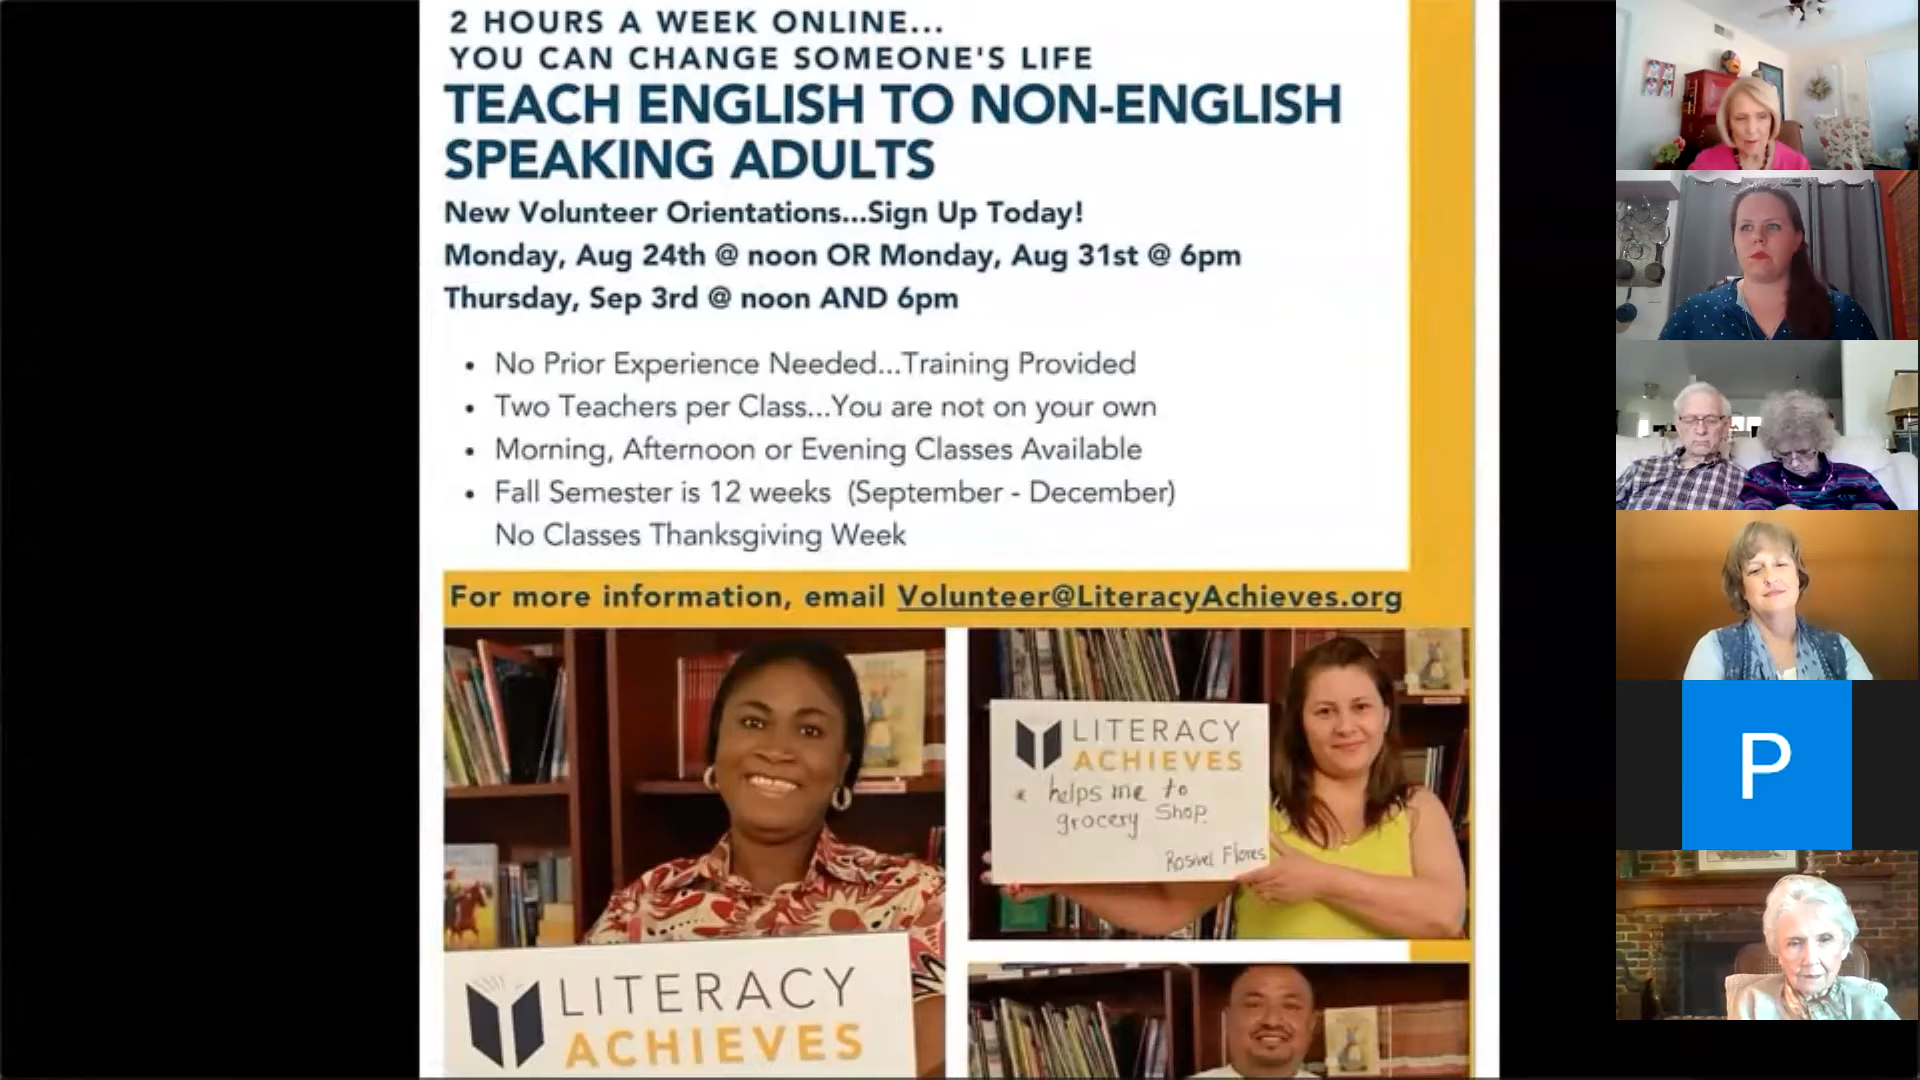 2 HOURS A WEEK ONLINE...
YOU CAN CHANGE SOMEONE'S LIFE
TEACH ENGLISH TO NON-ENGLISH
SPEAKING ADULTS
New Volunteer Orientations...Sign Up Today!
Monday, Aug 24th @ noon OR Monday, Aug 31st @ 6pm
Thursday, Sep 3rd @ noon AND 6pm
• No Prior Experience Needed...Training Provided
• Two Teachers per Class...You are not on your own
• Morning, Afternoon or Evening Classes Available
• Fall Semester is 12 weeks (September - December)
No Classes Thanksgiving Week
For more information, email Volunteer@LiteracyAchieves.org
LITERACY
ACHIEVES
* helps me to
grocery Shop.
Rosivel Flores
LITERACY
ACHIEVES
P